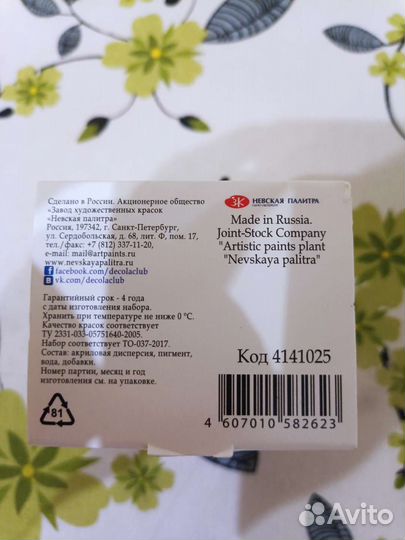 Сделано в России. Акционерное общество
«Завод художественных красок
«Невская палитра»
Россия, 197342, г. Санкт-Петербург,
ул. Сердобольская, д. 68, лит. Ф, пом. 17,
тел./факс: +7 (812) 337-11-20,
e-mail: mail@artpaints.ru
www.nevskayapalitra.ru
facebook.com/decolaclub
vk.com/decolaclub
Гарантийный срок - 4 года
с даты изготовления набора.
Хранить при температуре не ниже 0 °С.
Качество красок соответствует
ТУ 2331-033-05751640-2005.
Набор соответствует ТО-037-2017.
Состав: акриловая дисперсия, пигмент,
вода, добавки.
Номер партии, месяц и год
изготовления см. на упаковке.
81
ЗК НЕВСКАЯ ПАЛИТРА
Made in Russia.
Joint-Stock Company
"Artistic paints plant
"Nevskaya palitra"
Код 4141025
4 607010 582623
Avito